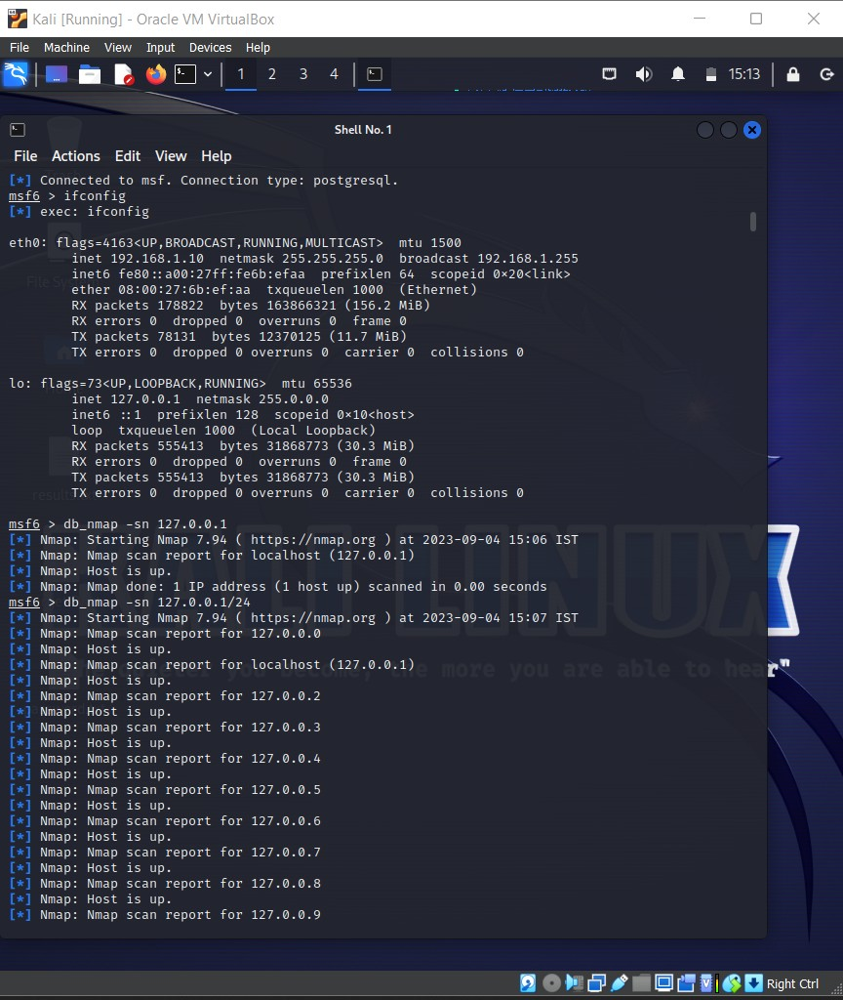 Kali [Running] - Oracle VM VirtualBox
File Machine View Input Devices Help
1 2 3 4 15:13
Shell No. 1
File Actions Edit View Help
[*] Connected to msf. Connection type: postgresql.
msf6 > ifconfig
[*] exec: ifconfig
eth0: flags=4163<UP,BROADCAST,RUNNING,MULTICAST> mtu 1500
inet 192.168.1.10 netmask 255.255.255.0 broadcast 192.168.1.255
inet6 fe80::a00:27ff:fe6b:efaa prefixlen 64 scopeid 0×20<link>
ether 08:00:27:6b:ef:aa txqueuelen 1000 (Ethernet)
RX packets 178822 bytes 163866321 (156.2 MiB)
RX errors 0 dropped 0 overruns 0 frame 0
TX packets 78131 bytes 12370125 (11.7 MiB)
TX errors 0 dropped 0 overruns 0 carrier 0 collisions 0
lo: flags=73<UP,LOOPBACK,RUNNING> mtu 65536
inet 127.0.0.1 netmask 255.0.0.0
inet6 ::1 prefixlen 128 scopeid 0×10<host>
loop txqueuelen 1000 (Local Loopback)
RX packets 555413 bytes 31868773 (30.3 MiB)
RX errors 0 dropped 0 overruns 0 frame 0
TX packets 555413 bytes 31868773 (30.3 MiB)
TX errors 0 dropped 0 overruns 0 carrier 0 collisions 0
msf6 > db_nmap -sn 127.0.0.1
[*] Nmap: Starting Nmap 7.94 ( https://nmap.org ) at 2023-09-04 15:06 IST
[*] Nmap: Nmap scan report for localhost (127.0.0.1)
[*] Nmap: Host is up.
[*] Nmap: Nmap done: 1 IP address (1 host up) scanned in 0.00 seconds
msf6 > db_nmap -sn 127.0.0.1/24
[*] Nmap: Starting Nmap 7.94 ( https://nmap.org ) at 2023-09-04 15:07 IST
[*] Nmap: Nmap scan report for 127.0.0.0
[*] Nmap: Host is up.
[*] Nmap: Nmap scan report for localhost (127.0.0.1)
[*] Nmap: Host is up.
[*] Nmap: Nmap scan report for 127.0.0.2
[*] Nmap: Host is up.
[*] Nmap: Nmap scan report for 127.0.0.3
[*] Nmap: Host is up.
[*] Nmap: Nmap scan report for 127.0.0.4
[*] Nmap: Host is up.
[*] Nmap: Nmap scan report for 127.0.0.5
[*] Nmap: Host is up.
[*] Nmap: Nmap scan report for 127.0.0.6
[*] Nmap: Host is up.
[*] Nmap: Nmap scan report for 127.0.0.7
[*] Nmap: Host is up.
[*] Nmap: Nmap scan report for 127.0.0.8
[*] Nmap: Host is up.
[*] Nmap: Nmap scan report for 127.0.0.9
KALI LINUX
you become, the more you are able to hear"
Right Ctrl